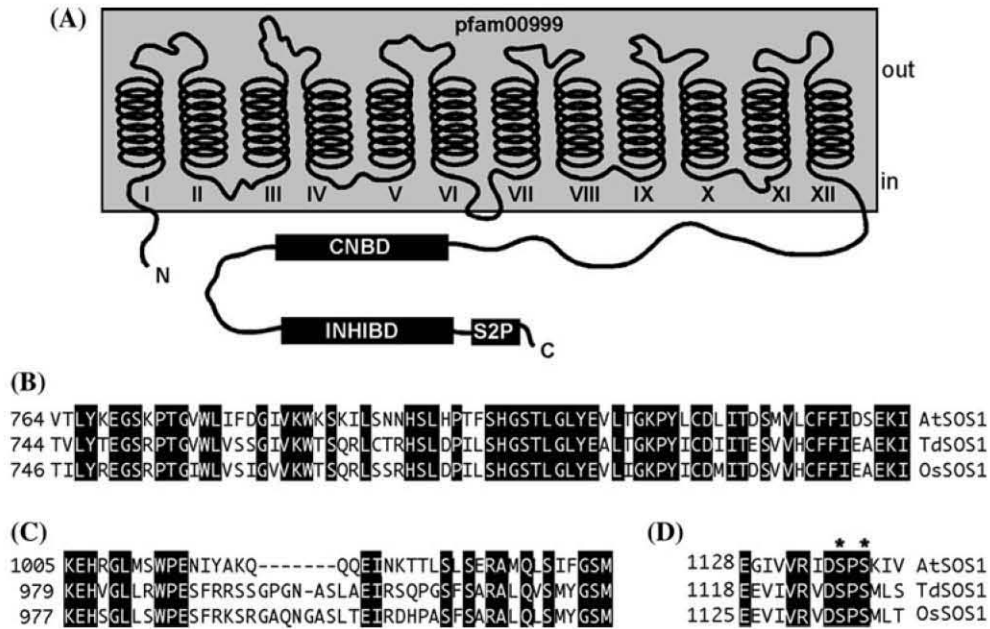 (A)
pfam00999
out
in
I II III IV V VI VII VIII IX X XI XII
N
CNBD
INHIBD S2P
C
(B)
764 VTLYKEGSKPTGVWLIFDGIVKWKSKILSNNHSLHPTFSHGSTLGLYEVLTGKPYLCDLITDSMVLCFFIDSEKI AtSOS1
744 TVLYTEGSRPTGVWLVSSGIVKWTSQRLCTRHSLDPILSHGSTLGLYEALTGKPYICDIITESVVHCFFIEAEKI TdSOS1
746 TILYREGSRPTGIWLVSIGVVKWTSQRLSSRHSLDPILSHGSTLGLYEVLIGKPYICDMITDSVVHCFFIEAEKI OsSOS1
(C)
1005 KEHRGLMSWPENIYAKQ-------QQEINKTTLSLSERAMQLSIFGSM
979 KEHVGLLRWPESFRRSSGPGN-ASLAEIRSQPGSFSARALQVSMYGSM
977 KEHSGLLSWPESFRKSRGAQNGASLTEIRDHPASFSARALQVSMYGSM
(D)
* *
1128 EGIVVRIDSPSKIV AtSOS1
1118 EEVIVRVDSPSMLS TdSOS1
1125 EEVIVRVDSPSMLT OsSOS1